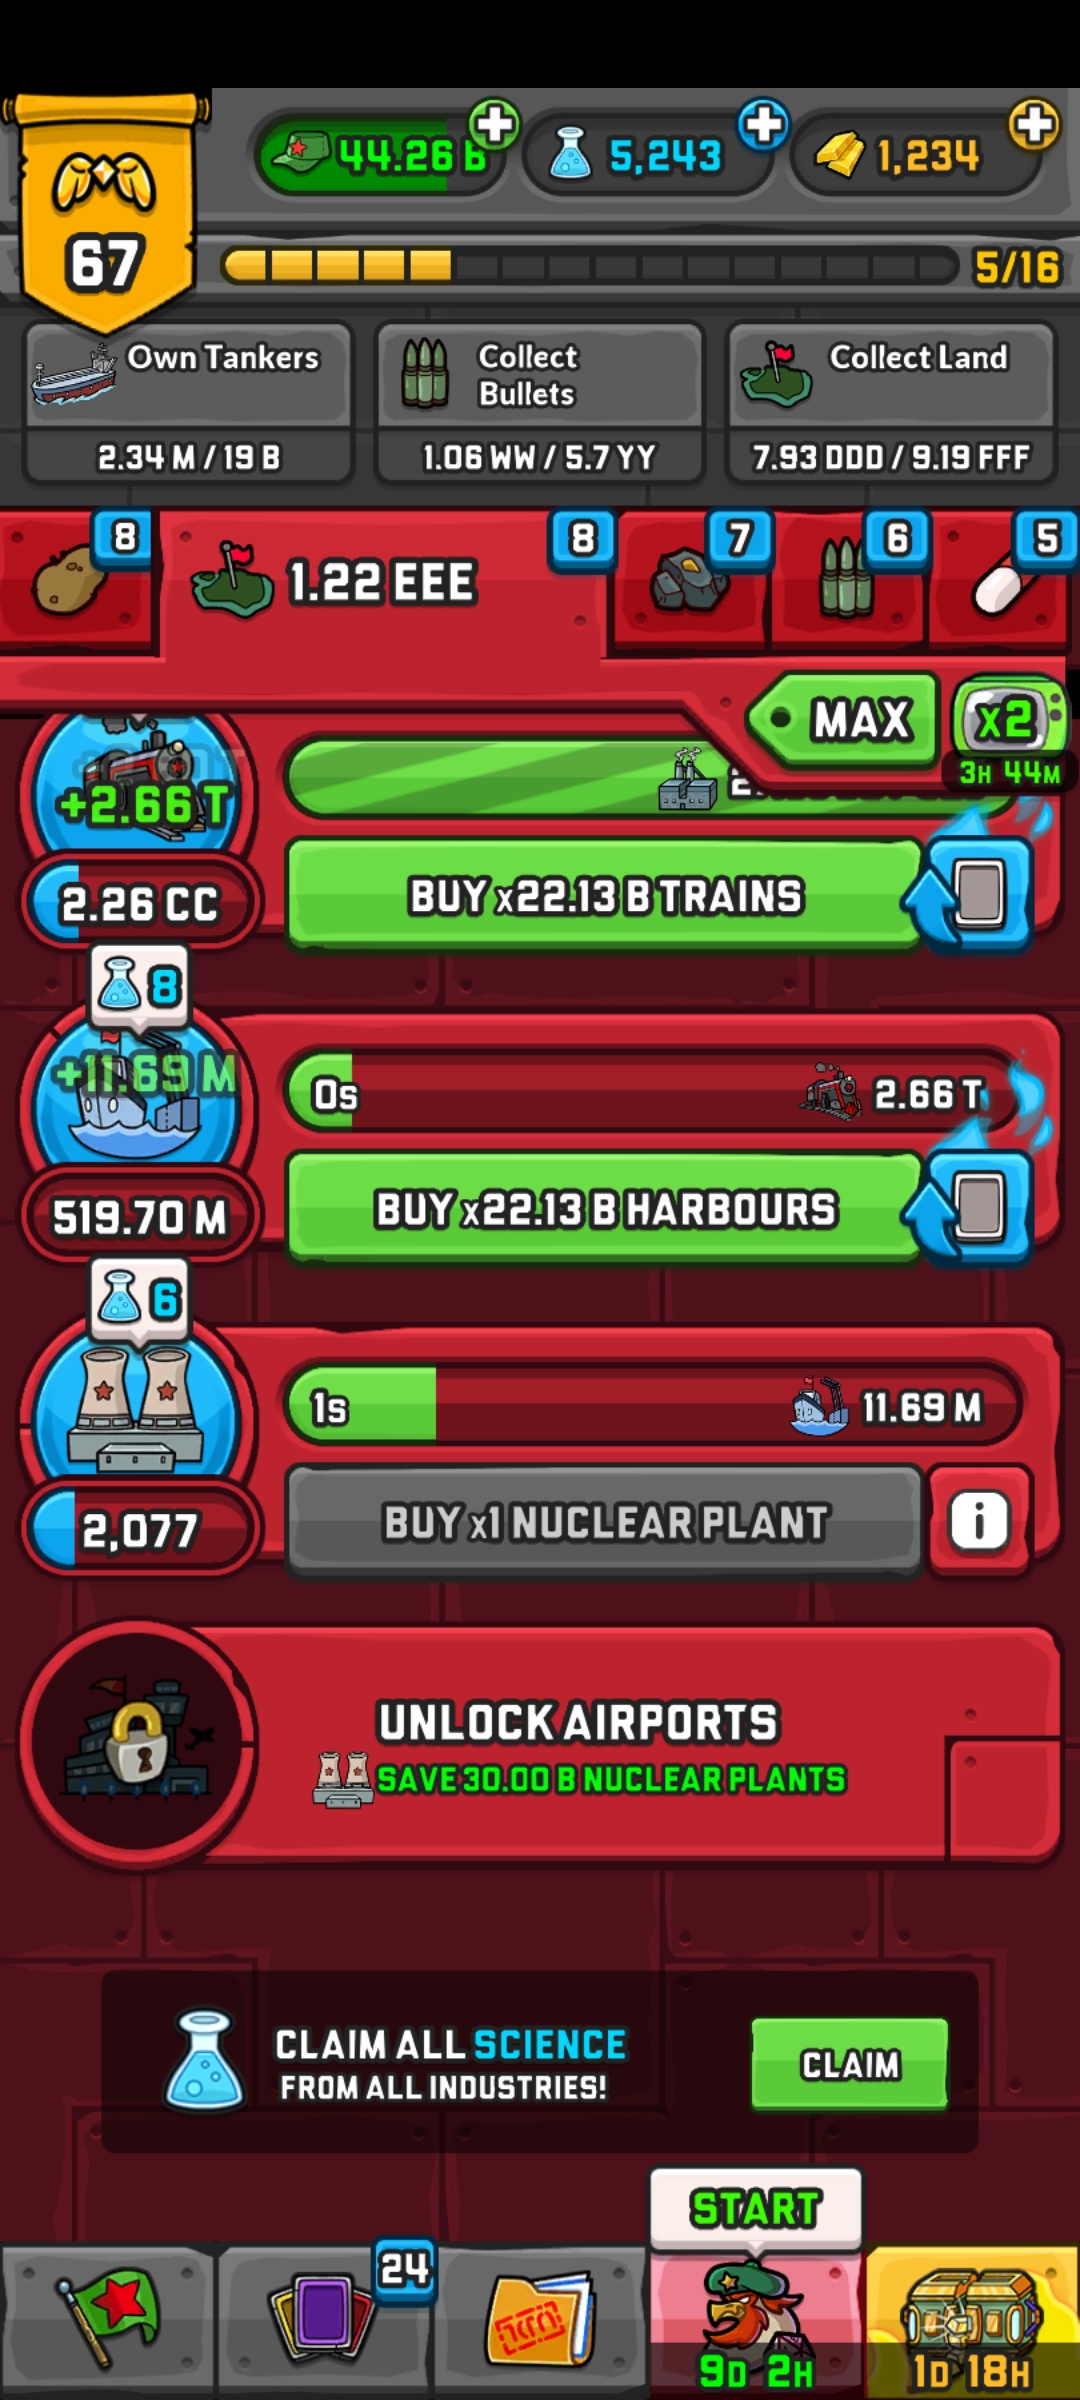 44.26 B
5,243
1,234
67
5/16
Own Tankers
2.34 M / 19 B
Collect
Bullets
1.06 WW / 5.7 YY
Collect Land
7.93 DDD / 9.19 FFF
8
1.22 EEE
8
7
6
5
MAX
x2
3H 44M
+2.66 T
2.26 CC
BUY x22.13 B TRAINS
8
+11.69 M
0s
2.66 T
519.70 M
BUY x22.13 B HARBOURS
6
1s
11.69 M
2,077
BUY x1 NUCLEAR PLANT
i
UNLOCK AIRPORTS
SAVE 30.00 B NUCLEAR PLANTS
CLAIM ALL SCIENCE
FROM ALL INDUSTRIES!
CLAIM
START
24
9D 2H
1D 18H